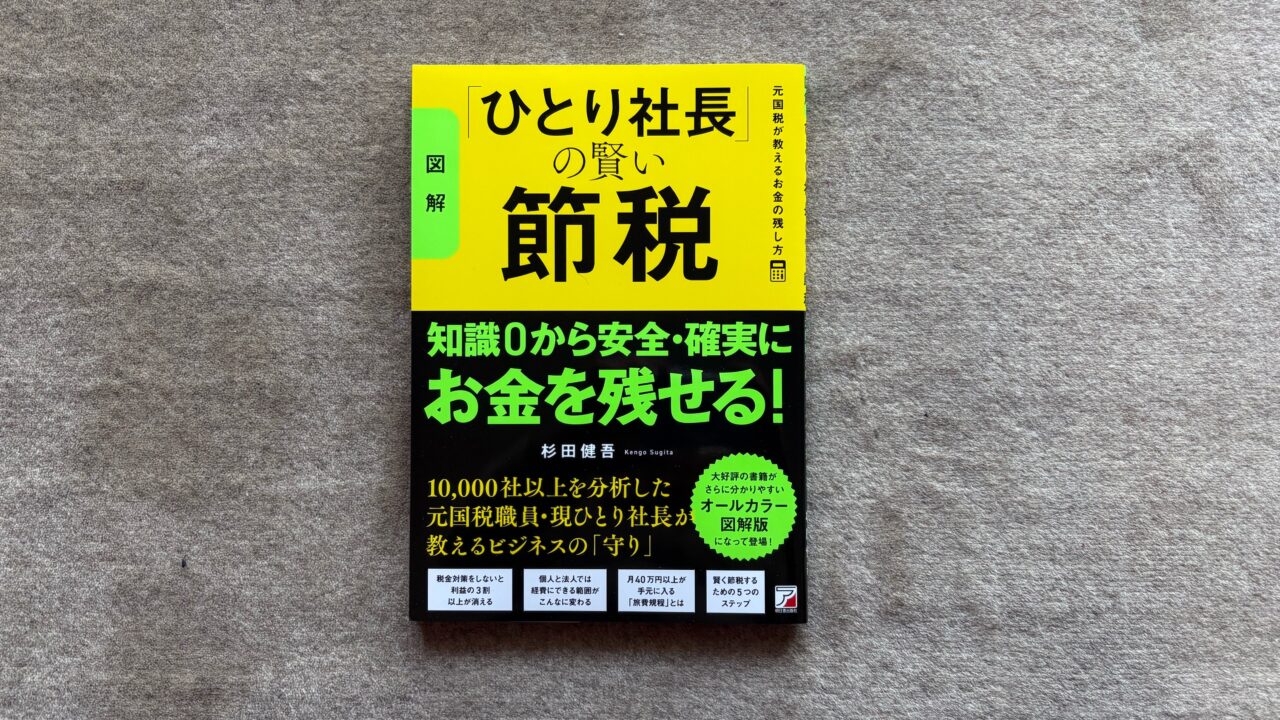 図解
「ひとり社長」
の賢い
節税
元国税が教えるお金の残し方
知識0から安全・確実に
お金を残せる!
杉田健吾 Kengo Sugita
10,000社以上を分析した
元国税職員・現ひとり社長が
教えるビジネスの「守り」
大好評の書籍が
さらに分かりやすい
オールカラー
図解版
になって登場!
税金対策をしないと
利益の3割
以上が消える
個人と法人では
経費にできる範囲が
こんなに変わる
月40万円以上が
手元に入る
「旅費規程」とは
賢く節税する
ための5つの
ステップ
明日香出版社